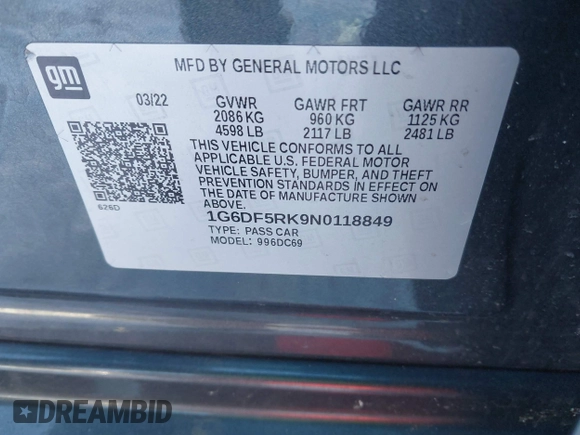 gm
MFD BY GENERAL MOTORS LLC
03/22 GVWR GAWR FRT GAWR RR
2086 KG 960 KG 1125 KG
4598 LB 2117 LB 2481 LB
THIS VEHICLE CONFORMS TO ALL
APPLICABLE U.S. FEDERAL MOTOR
VEHICLE SAFETY, BUMPER, AND THEFT
PREVENTION STANDARDS IN EFFECT ON
THE DATE OF MANUFACTURE SHOWN
ABOVE.
626D
1G6DF5RK9N0118849
TYPE: PASS CAR
MODEL: 996DC69
DREAMBID